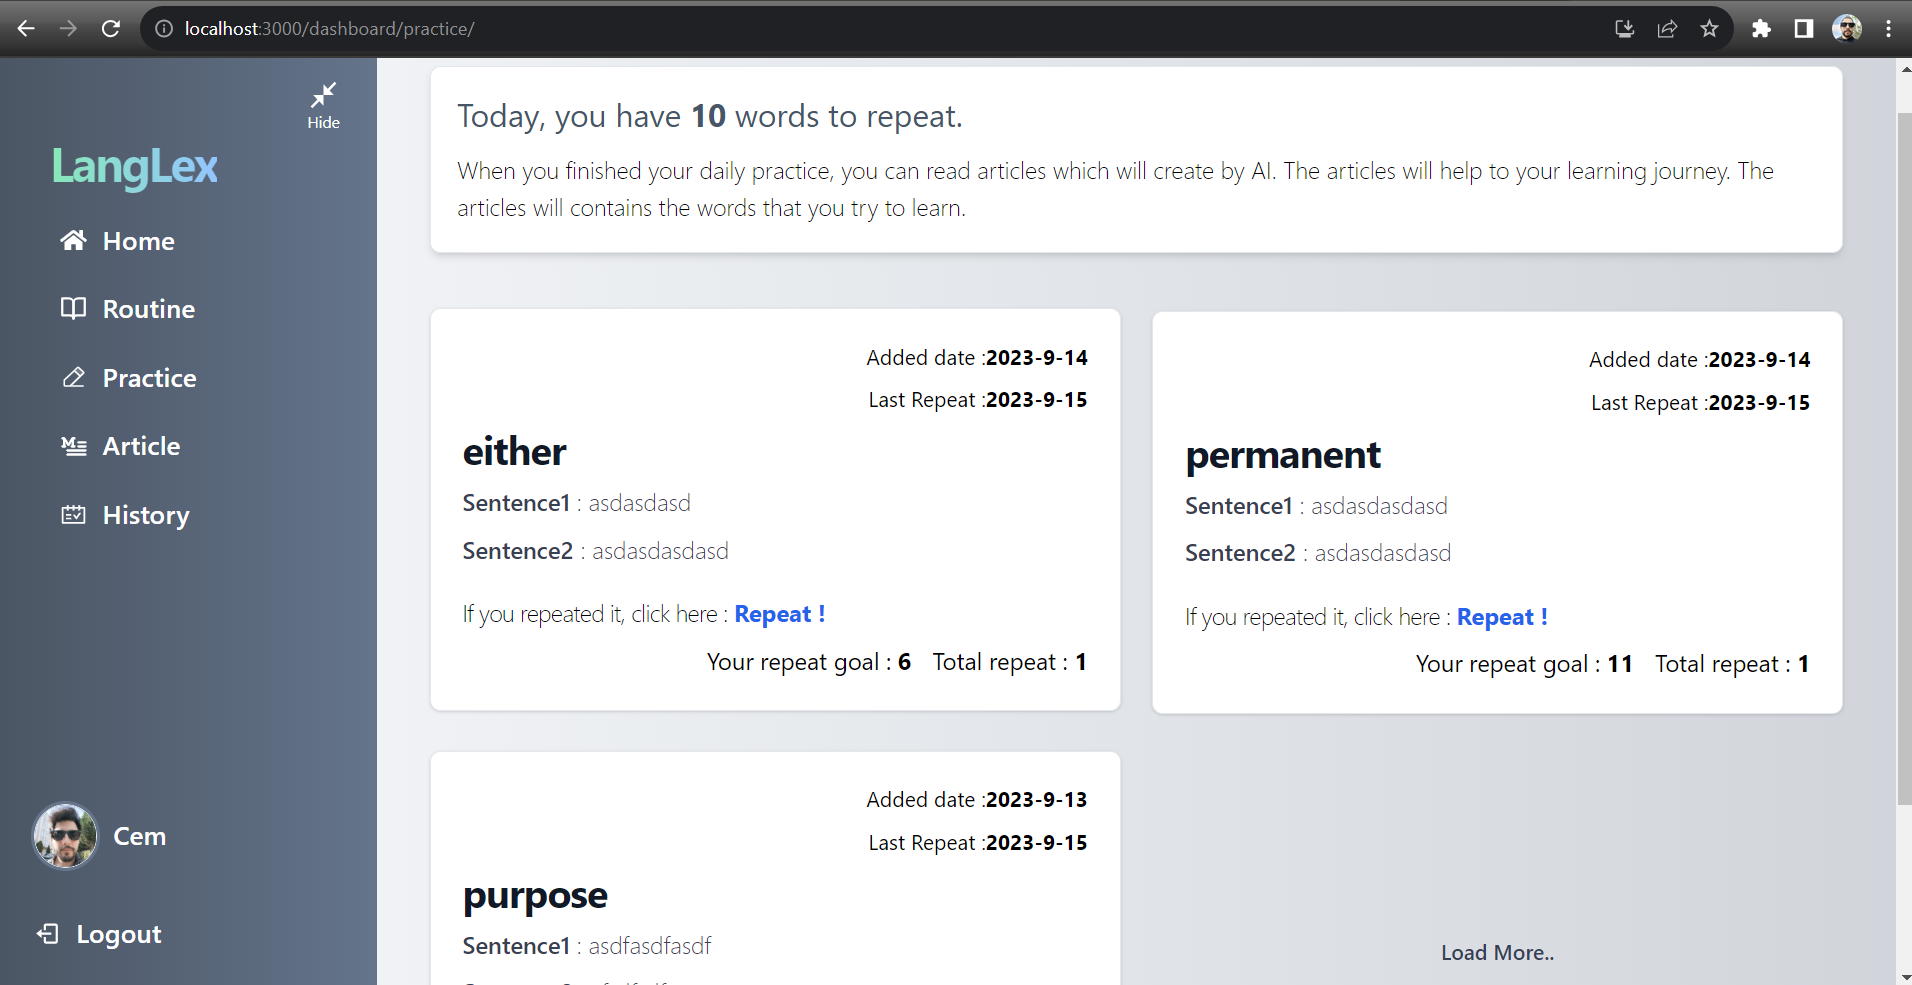 localhost:3000/dashboard/practice/
Hide
LangLex
Home
Routine
Practice
Article
History
Cem
Logout
Today, you have 10 words to repeat.
When you finished your daily practice, you can read articles which will create by AI. The articles will help to your learning journey. The
articles will contains the words that you try to learn.
Added date :2023-9-14
Last Repeat :2023-9-15
either
Sentence1 : asdasdasd
Sentence2 : asdasdasdasd
If you repeated it, click here : Repeat !
Your repeat goal : 6 Total repeat : 1
Added date :2023-9-14
Last Repeat :2023-9-15
permanent
Sentence1 : asdasdasdasd
Sentence2 : asdasdasdasd
If you repeated it, click here : Repeat !
Your repeat goal : 11 Total repeat : 1
Added date :2023-9-13
Last Repeat :2023-9-15
purpose
Sentence1 : asdfasdfasdf
Load More..